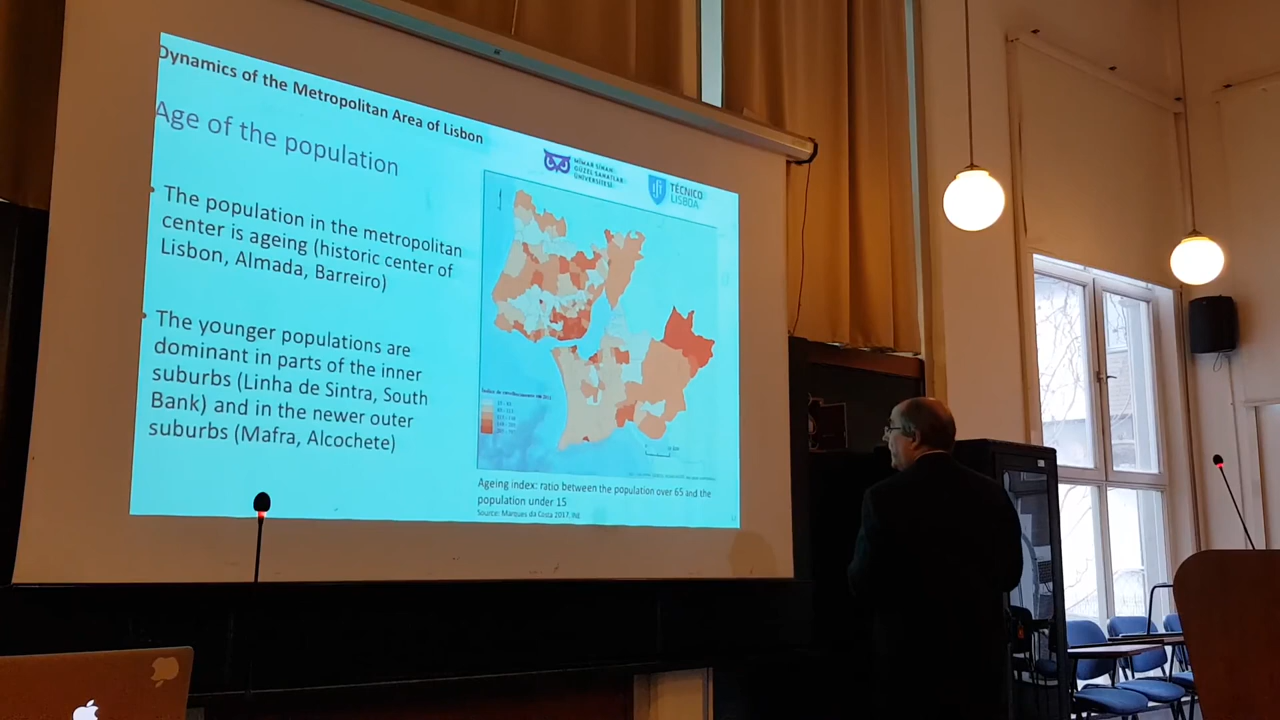 Dynamics of the Metropolitan Area of Lisbon
Age of the population
MİMAR SİNAN
GÜZEL SANATLAR
ÜNİVERSİTESİ
TÉCNICO
LISBOA
• The population in the metropolitan
center is ageing (historic center of
Lisbon, Almada, Barreiro)
• The younger populations are
dominant in parts of the inner
suburbs (Linha de Sintra, South
Bank) and in the newer outer
suburbs (Mafra, Alcochete)
Ageing index: ratio between the population over 65 and the
population under 15
Source: Marques da Costa 2017, INE